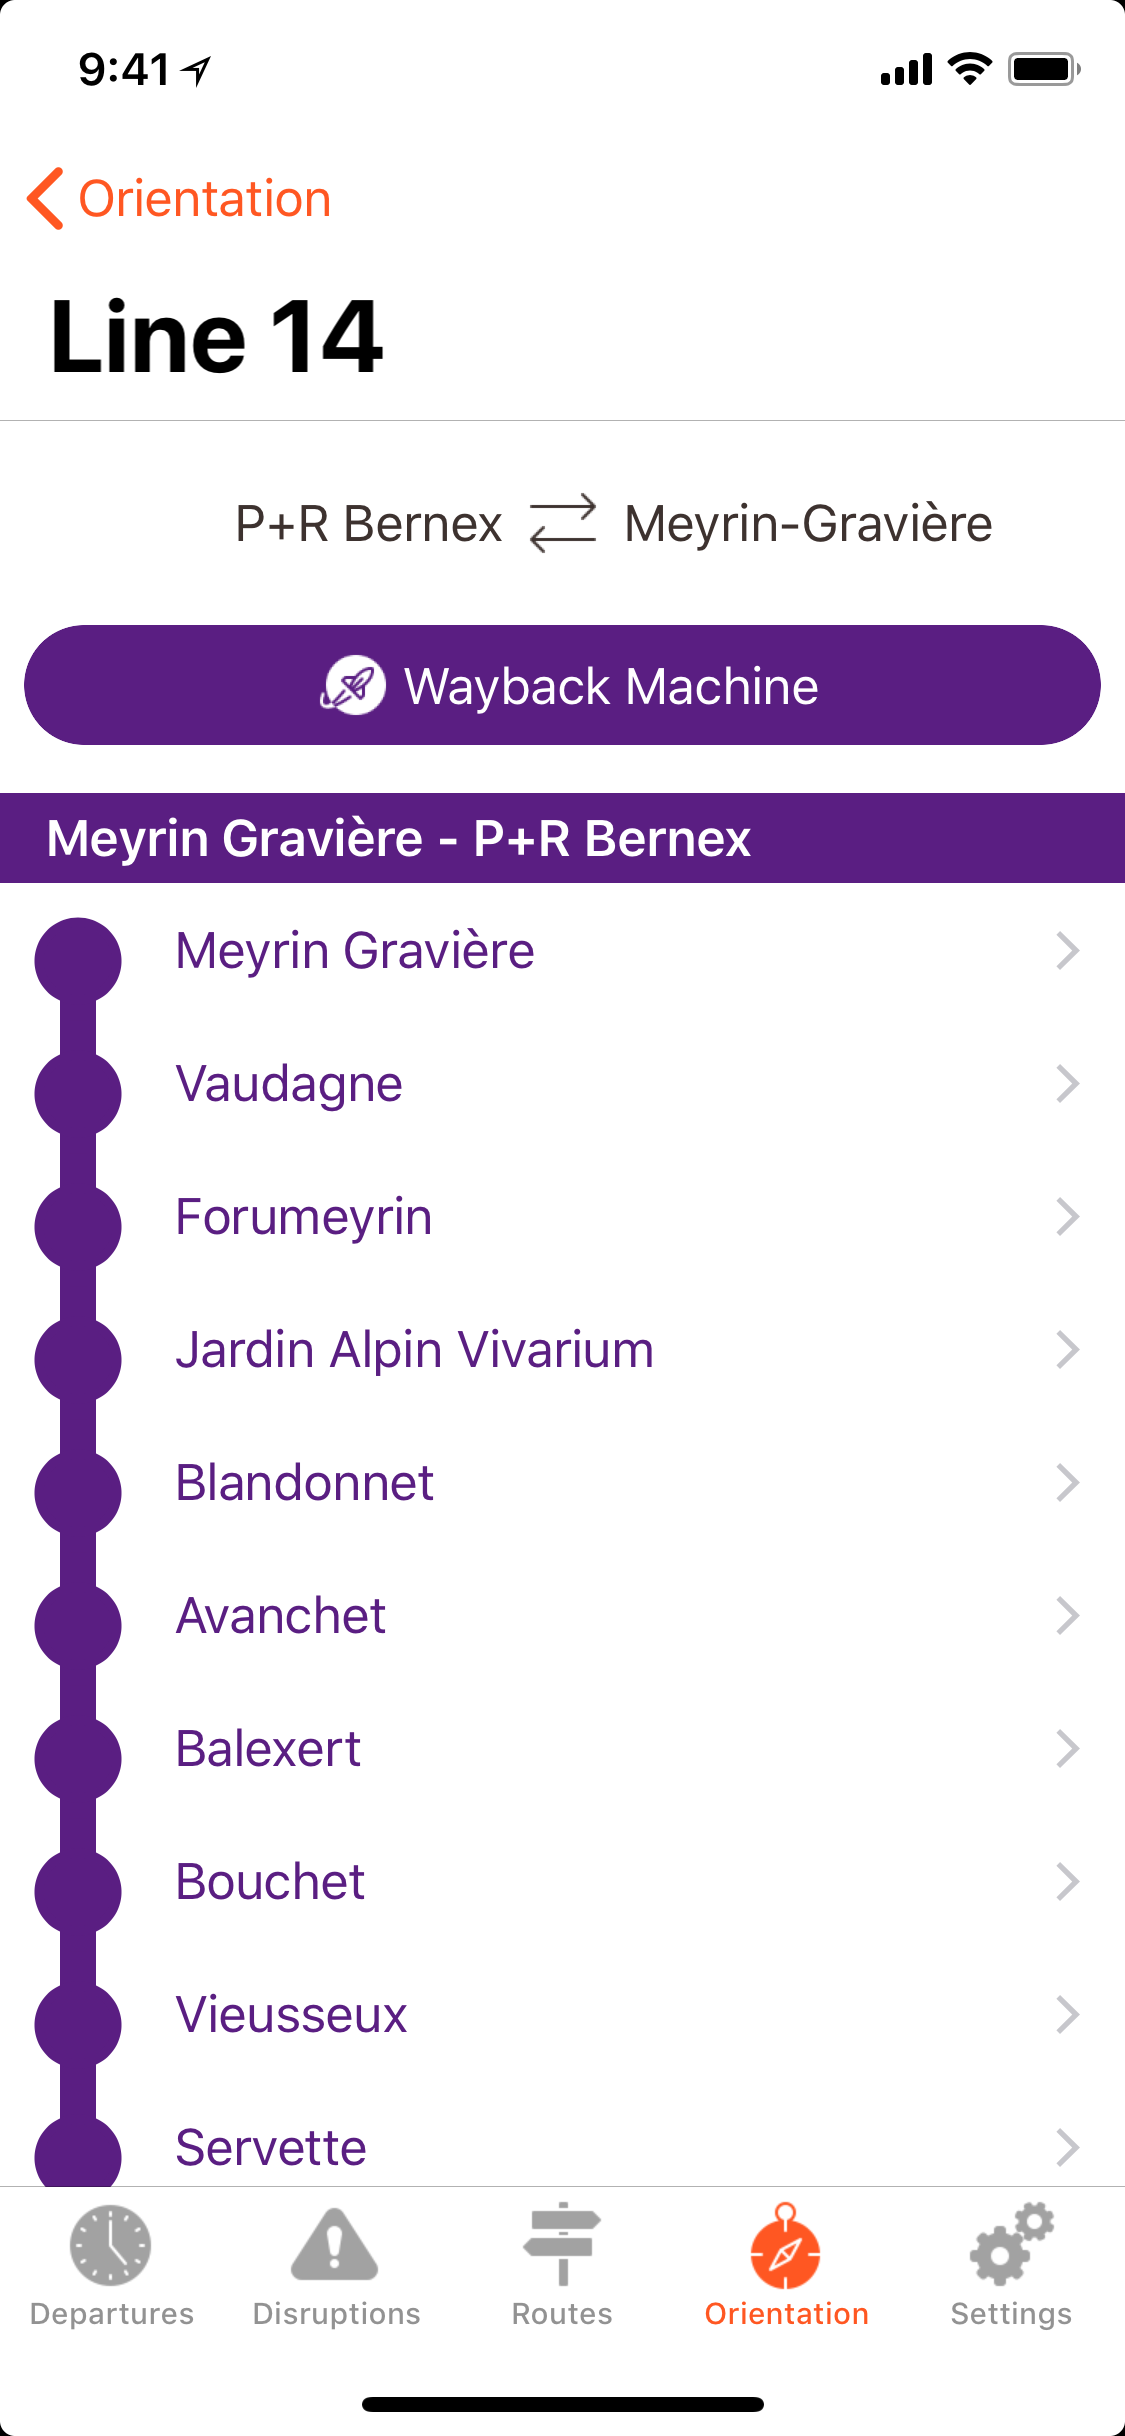 9:41
Orientation
Line 14
P+R Bernex Meyrin-Gravière
Wayback Machine
Meyrin Gravière - P+R Bernex
Meyrin Gravière
Vaudagne
Forumeyrin
Jardin Alpin Vivarium
Blandonnet
Avanchet
Balexert
Bouchet
Vieusseux
Servette
Departures Disruptions Routes Orientation Settings